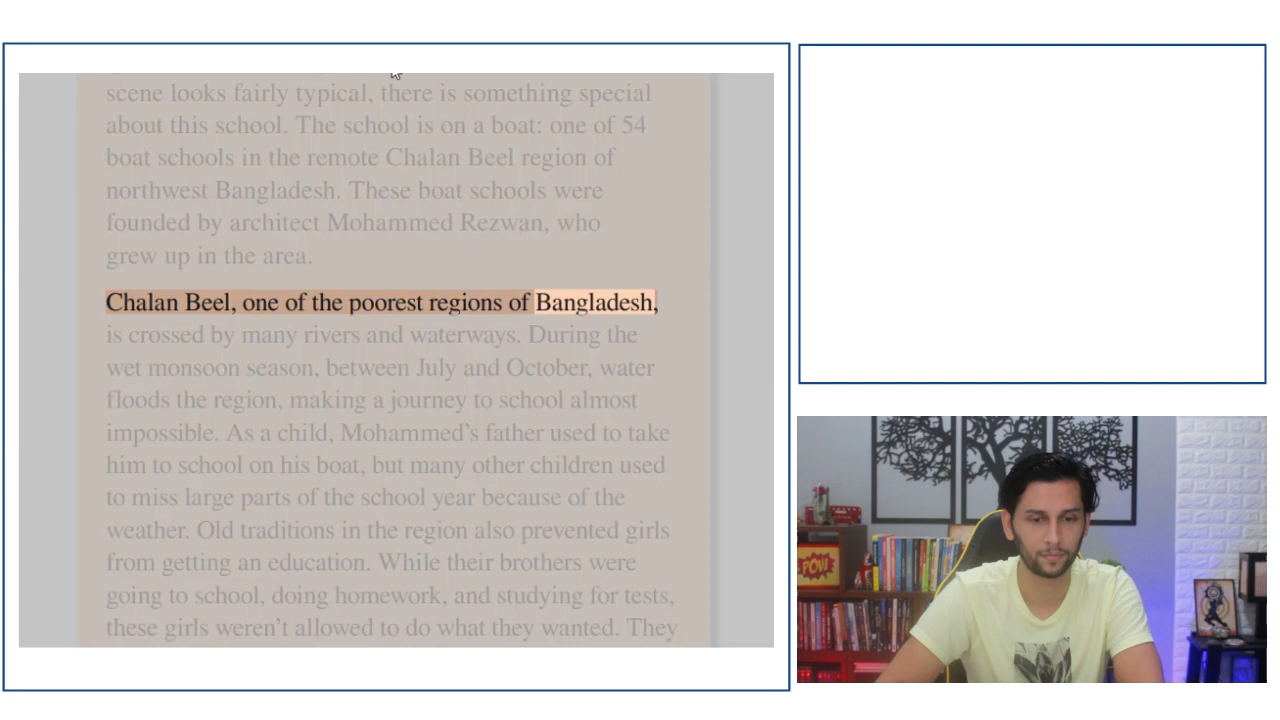 scene looks fairly typical, there is something special
about this school. The school is on a boat: one of 54
boat schools in the remote Chalan Beel region of
northwest Bangladesh. These boat schools were
founded by architect Mohammed Rezwan, who
grew up in the area.
Chalan Beel, one of the poorest regions of Bangladesh,
is crossed by many rivers and waterways. During the
wet monsoon season, between July and October, water
floods the region, making a journey to school almost
impossible. As a child, Mohammed’s father used to take
him to school on his boat, but many other children used
to miss large parts of the school year because of the
weather. Old traditions in the region also prevented girls
from getting an education. While their brothers were
going to school, doing homework, and studying for tests,
these girls weren’t allowed to do what they wanted. They
POW!